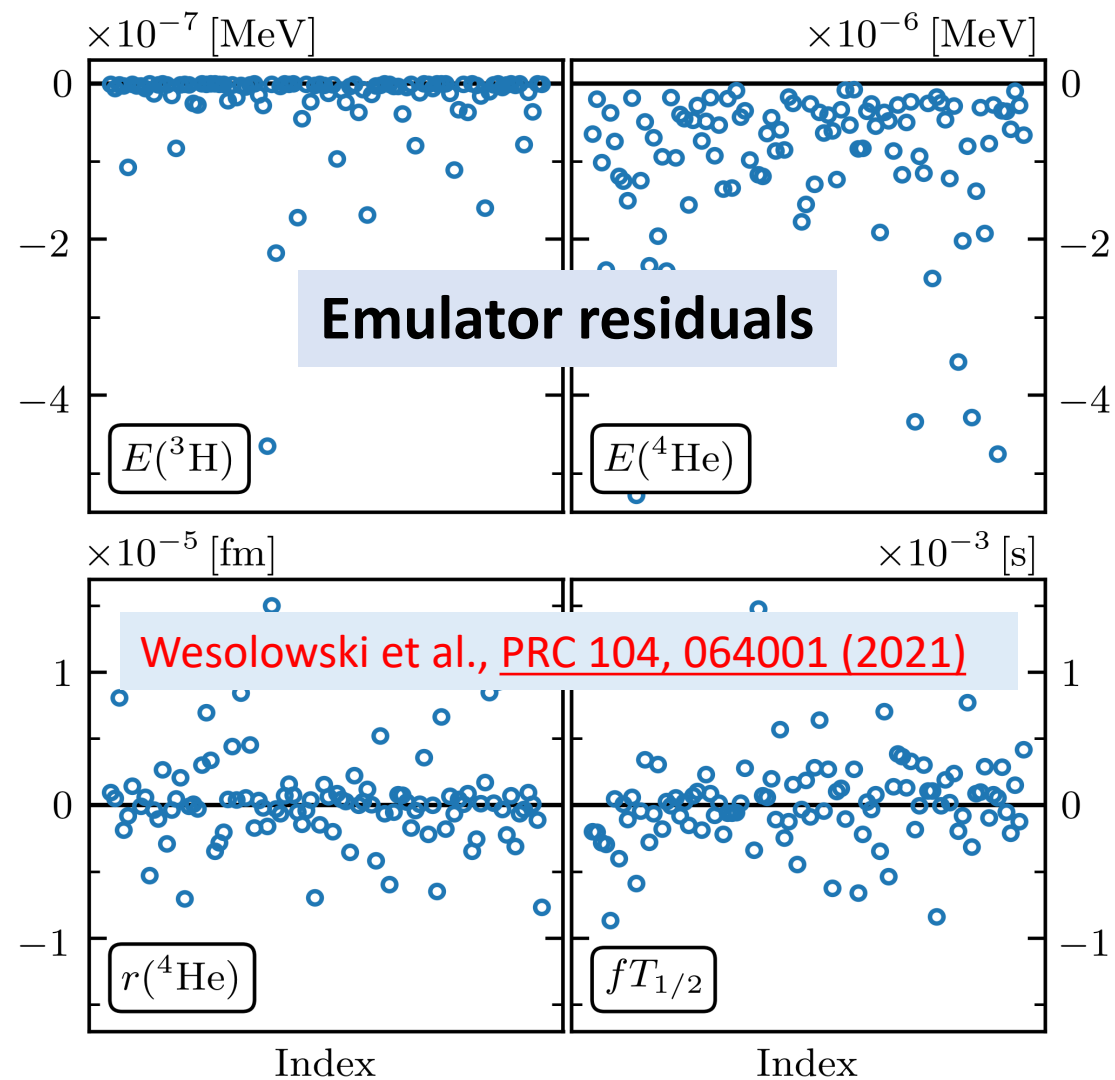 ×10⁻⁷ [MeV]
×10⁻⁶ [MeV]
0
0
−2
−2
Emulator residuals
−4
−4
E(³H)
E(⁴He)
×10⁻⁵ [fm]
×10⁻³ [s]
Wesolowski et al., PRC 104, 064001 (2021)
1
1
0
0
−1
−1
r(⁴He)
fT₁/₂
Index
Index